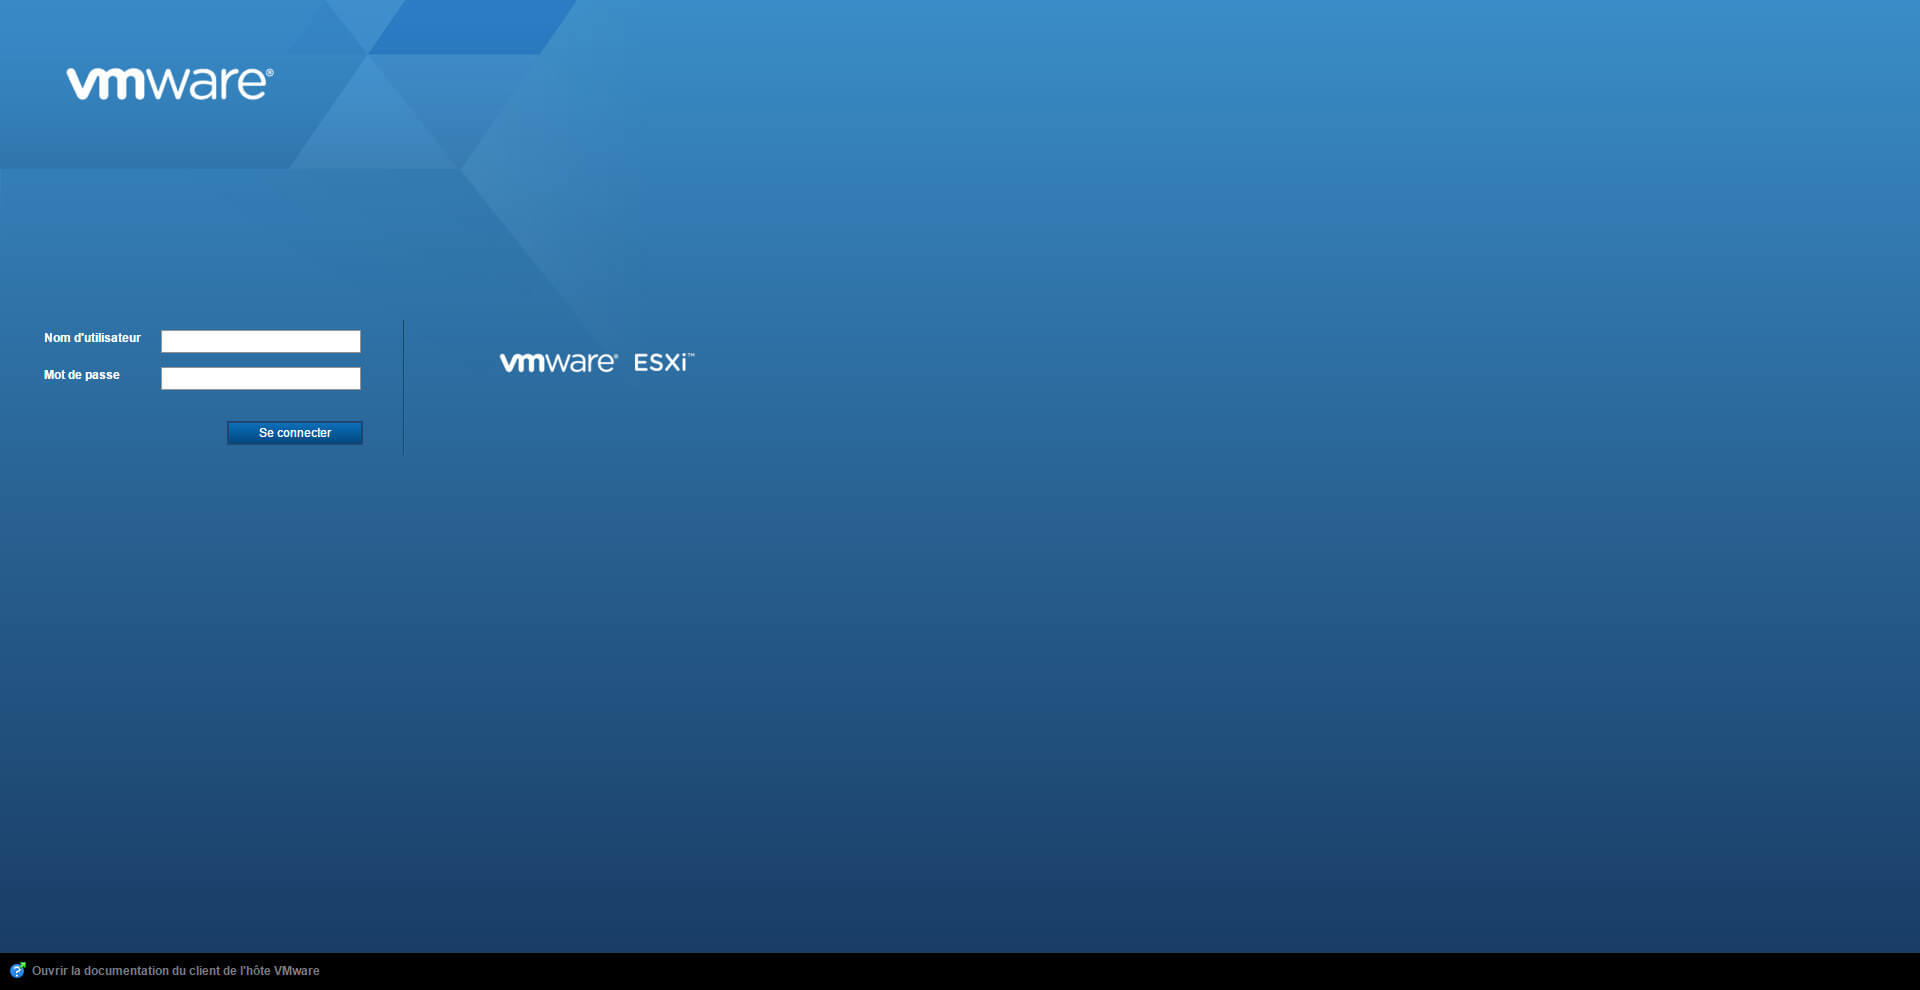 vmware®
Nom d'utilisateur
Mot de passe
Se connecter
vmware® ESXi™
Ouvrir la documentation du client de l'hôte VMware